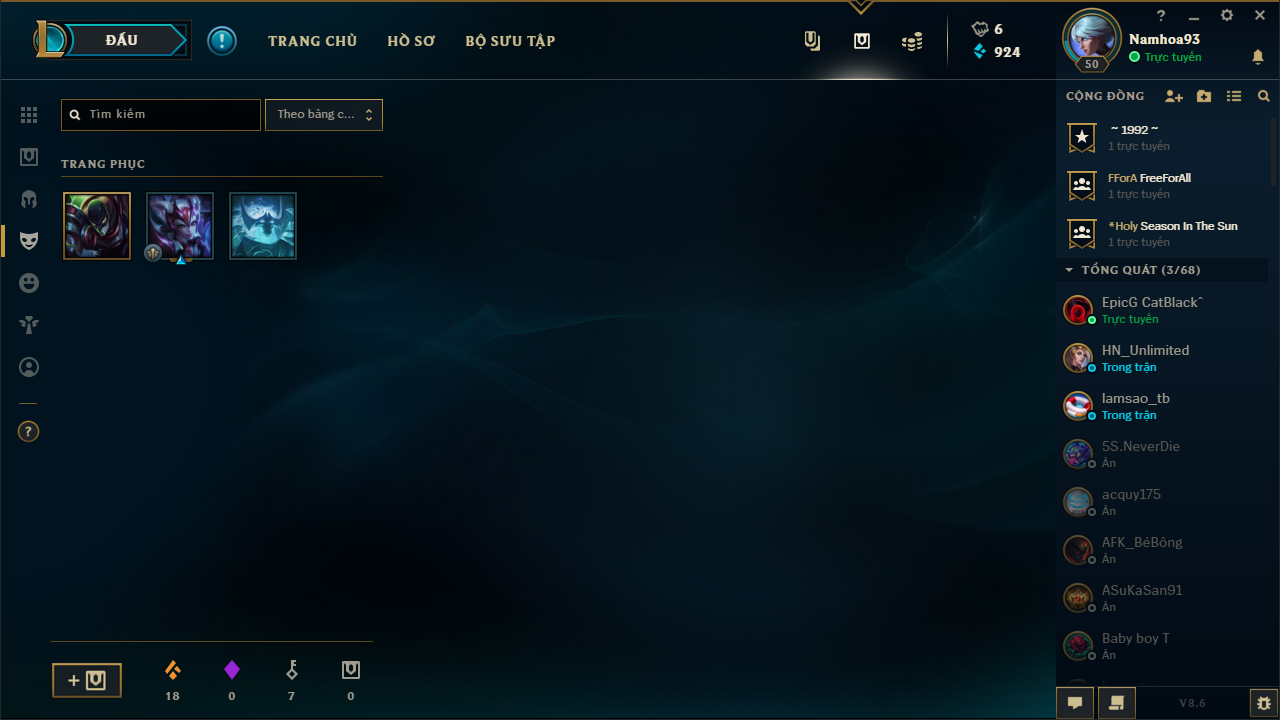 ĐẤU
TRANG CHỦ
HỒ SƠ
BỘ SƯU TẬP
6
924
50
Namhoa93
Trực tuyến
Tìm kiếm
Theo bảng c...
TRANG PHỤC
CỘNG ĐỒNG
~ 1992 ~
1 trực tuyến
FForA FreeForAll
1 trực tuyến
*Holy Season In The Sun
1 trực tuyến
TỔNG QUÁT (3/68)
EpicG CatBlackˆ
Trực tuyến
HN_Unlimited
Trong trận
lamsao_tb
Trong trận
5S.NeverDie
Ẩn
acquy175
Ẩn
AFK_BéBông
Ẩn
ASuKaSan91
Ẩn
Baby boy T
Ẩn
18
0
7
0
V8.6